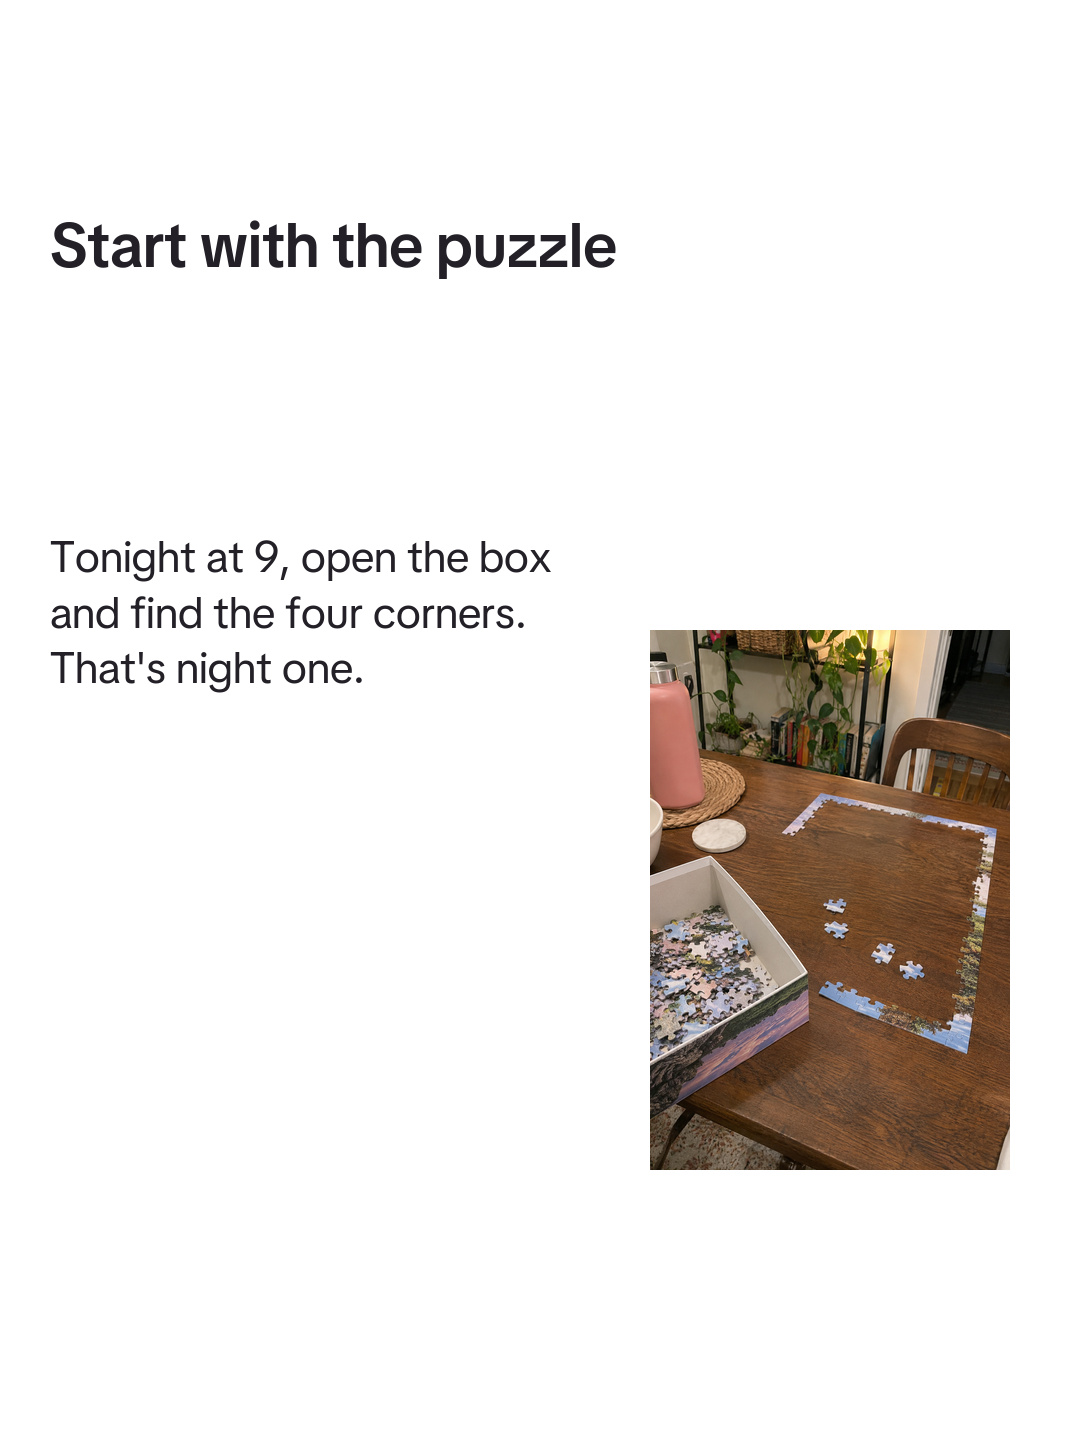 Start with the puzzle
Tonight at 9, open the box
and find the four corners.
That's night one.